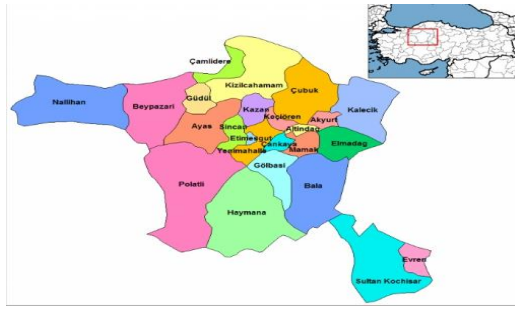 Çamlidere
Kizilcahamam
Çubuk
Nallihan
Beypazari
Güdül
Kazan
Kalecik
Ayas
Keçiören
Akyurt
Sincan
Altindag
Etimesgut
Çankaya
Elmadag
Yenimahalle
Mamak
Gölbasi
Polatli
Bala
Haymana
Evren
Sultan Kochisar